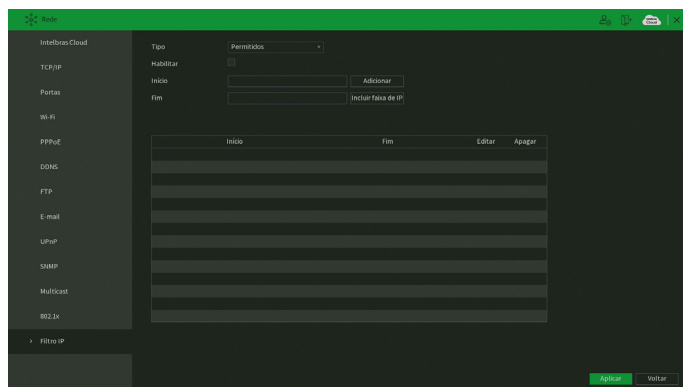 Rede
Intelbras Cloud
TCP/IP
Portas
Wi-Fi
PPPoE
DDNS
FTP
E-mail
UPnP
SNMP
Multicast
802.1x
Filtro IP
Tipo Permitidos
Habilitar
Início Adicionar
Fim Incluir faixa de IP
Início Fim Editar Apagar
Aplicar Voltar